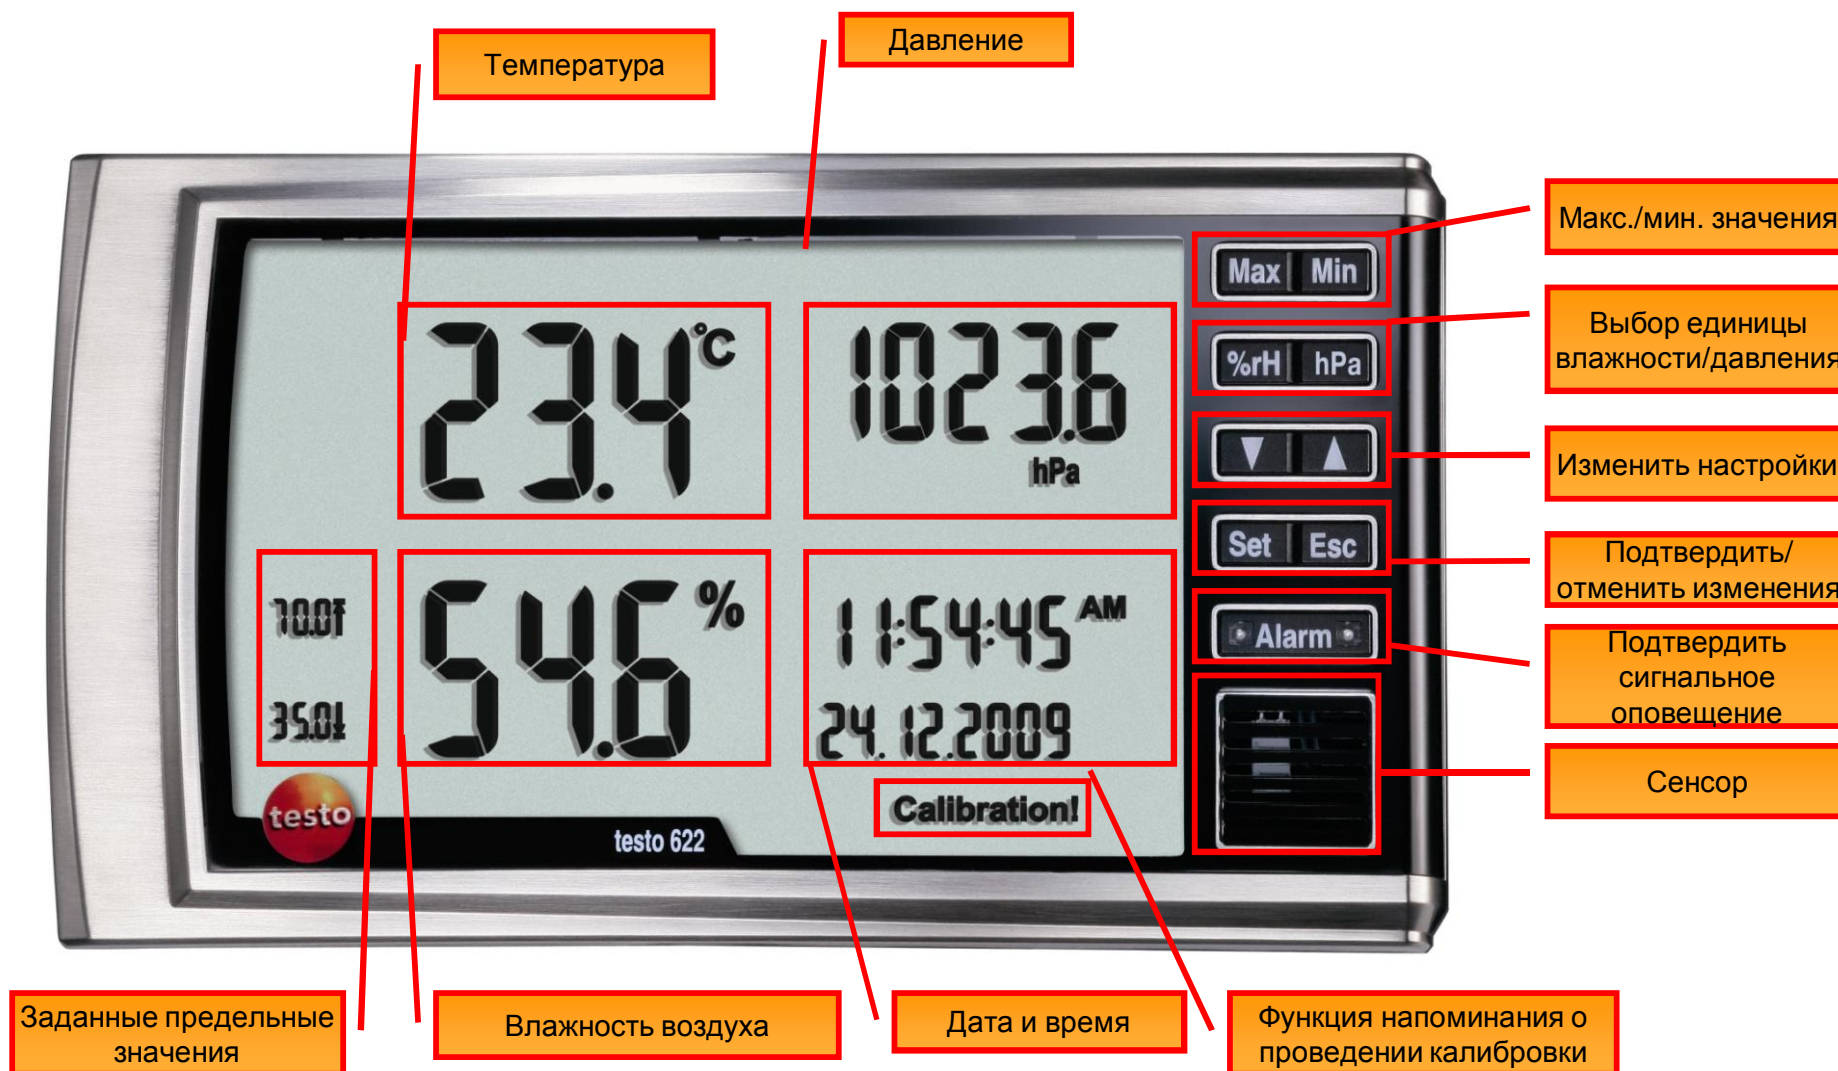 Температура
Давление
Макс./мин. значения
Max Min
23.4 °C
1023.6
hPa
Выбор единицы
влажности/давления
%rH hPa
Изменить настройки
▼ ▲
Подтвердить/
отменить изменения
Set Esc
70.0
35.0
54.6 %
11:54:45 AM
24.12.2009
Alarm
Подтвердить
сигнальное
оповещение
Сенсор
Calibration!
testo
testo 622
Заданные предельные
значения
Влажность воздуха
Дата и время
Функция напоминания о
проведении калибровки